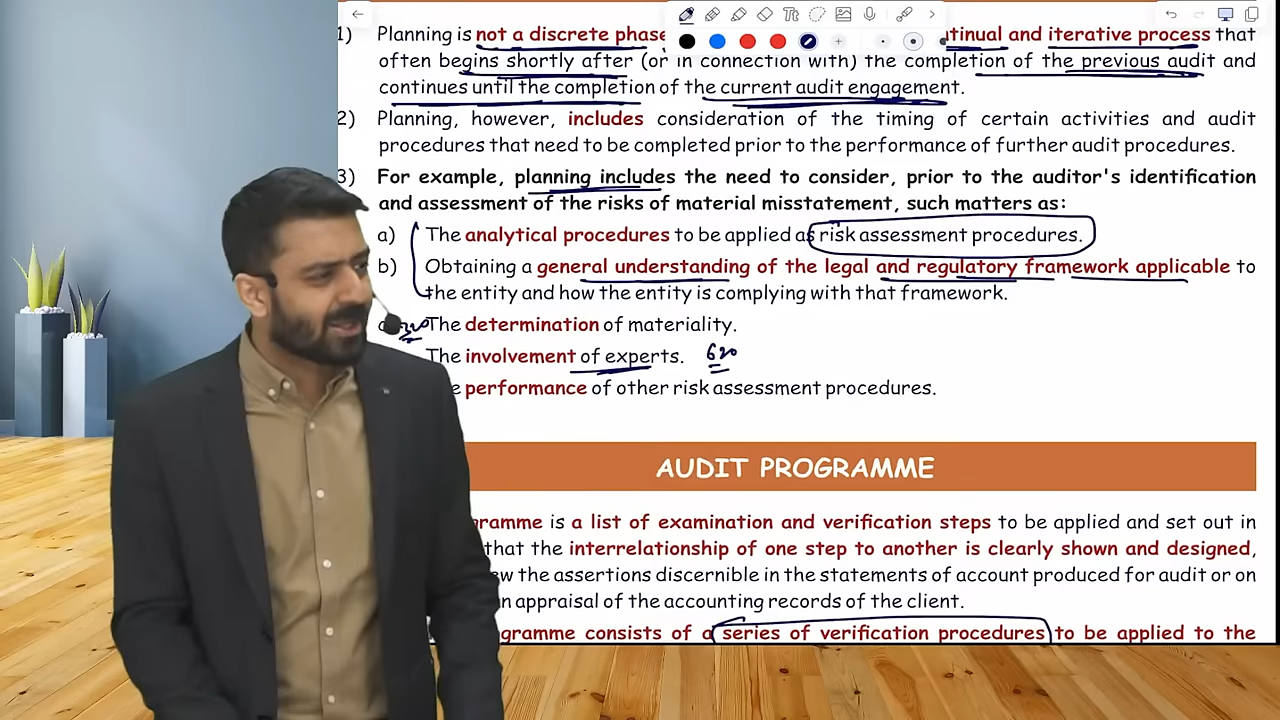 1) Planning is not a discrete phase tinual and iterative process that
often begins shortly after (or in connection with) the completion of the previous audit and
continues until the completion of the current audit engagement.
2) Planning, however, includes consideration of the timing of certain activities and audit
procedures that need to be completed prior to the performance of further audit procedures.
3) For example, planning includes the need to consider, prior to the auditor's identification
and assessment of the risks of material misstatement, such matters as:
a) The analytical procedures to be applied as risk assessment procedures.
b) Obtaining a general understanding of the legal and regulatory framework applicable to
the entity and how the entity is complying with that framework.
The determination of materiality.
The involvement of experts. 620
performance of other risk assessment procedures.
AUDIT PROGRAMME
gramme is a list of examination and verification steps to be applied and set out in
that the interrelationship of one step to another is clearly shown and designed,
ew the assertions discernible in the statements of account produced for audit or on
n appraisal of the accounting records of the client.
gramme consists of a series of verification procedures to be applied to the